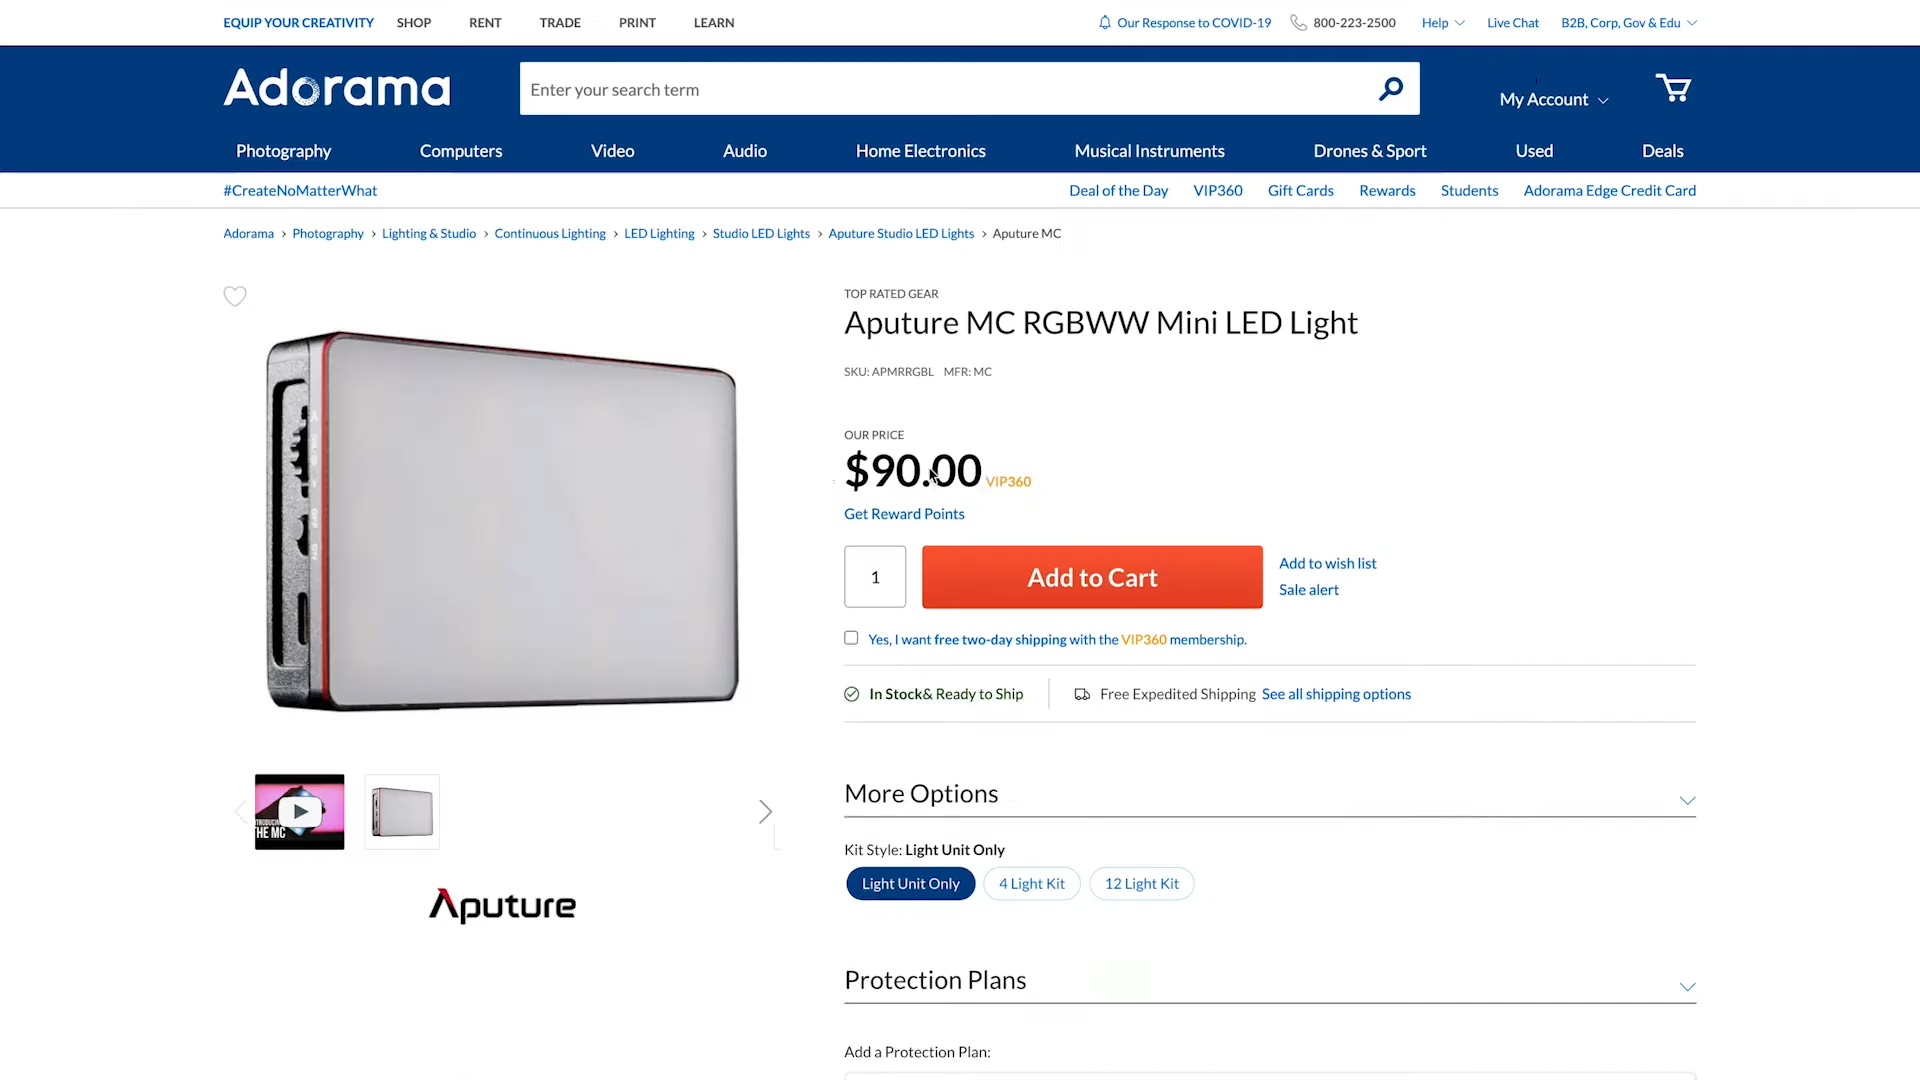 EQUIP YOUR CREATIVITY SHOP RENT TRADE PRINT LEARN Our Response to COVID-19 800-223-2500 Help Live Chat B2B, Corp, Gov & Edu
Adorama Enter your search term My Account
Photography Computers Video Audio Home Electronics Musical Instruments Drones & Sport Used Deals
#CreateNoMatterWhat Deal of the Day VIP360 Gift Cards Rewards Students Adorama Edge Credit Card
Adorama > Photography > Lighting & Studio > Continuous Lighting > LED Lighting > Studio LED Lights > Aputure Studio LED Lights > Aputure MC
TOP RATED GEAR
Aputure MC RGBWW Mini LED Light
SKU: APMRRGBL MFR: MC
OUR PRICE
$90.00 VIP360
Get Reward Points
1 Add to Cart Add to wish list
Sale alert
Yes, I want free two-day shipping with the VIP360 membership.
In Stock& Ready to Ship Free Expedited Shipping See all shipping options
More Options
THE MC
Kit Style: Light Unit Only
Light Unit Only 4 Light Kit 12 Light Kit
Aputure
Protection Plans
Add a Protection Plan: